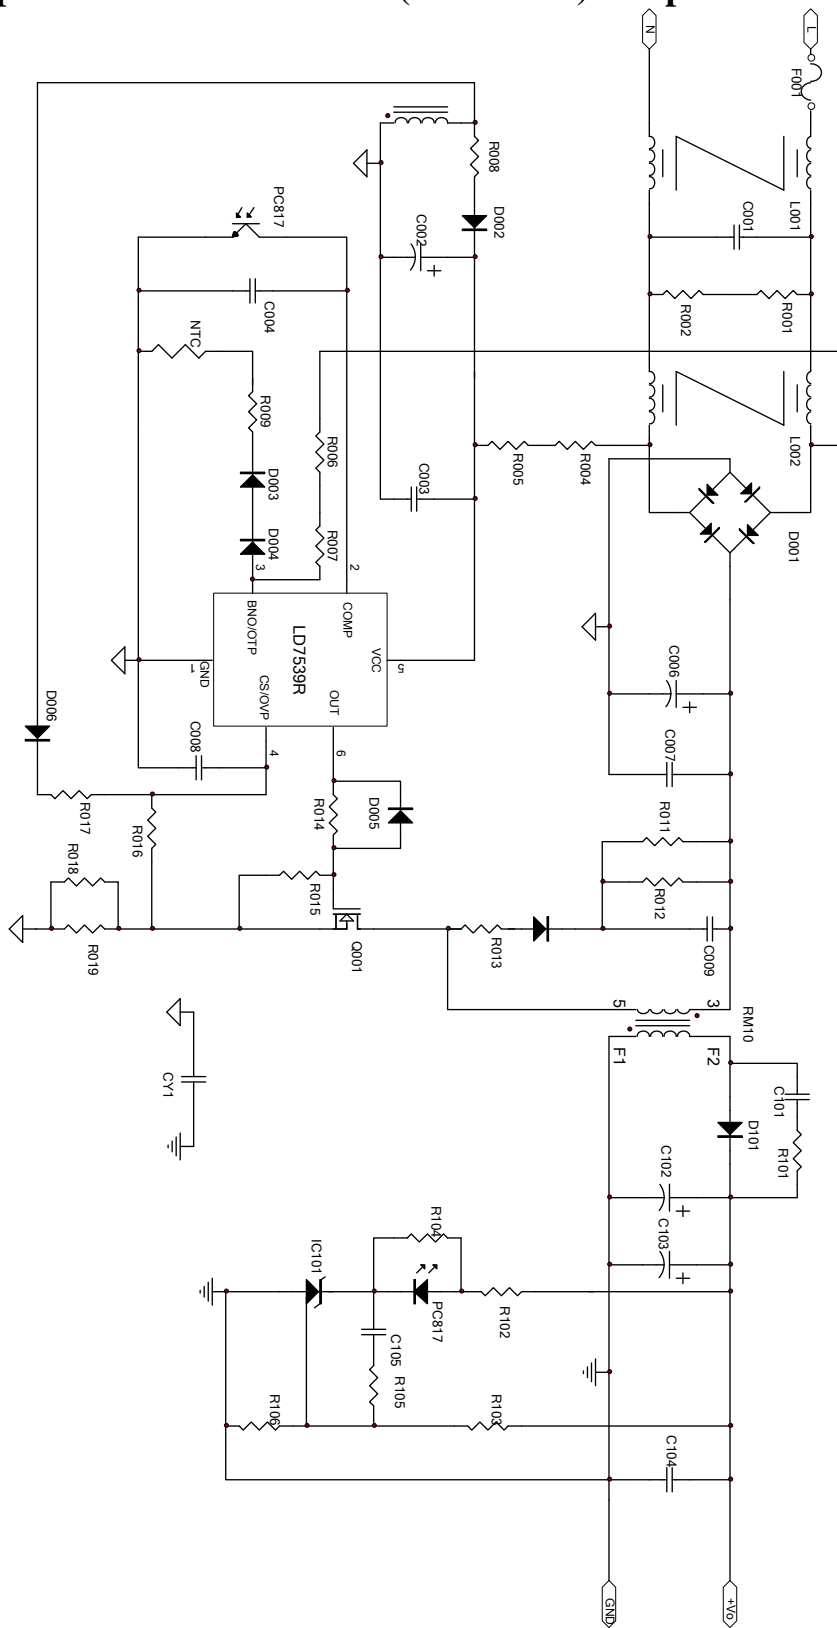 N
L
F001
L001
C001
R001
R002
L002
D001
R004
R005
R008
D002
C002
+
C003
PC817
C004
NTC
R009
D003
D004
R006
R007
3
2
5
1
4
6
BNO/OTP
COMP
VCC
GND
CS/OVP
OUT
LD7539R
C006
+
C007
D006
C008
R017
R016
R018
R019
R014
D005
R015
Q001
R011
R012
C009
R013
RM10
3
5
F1
F2
C101
R101
D101
C102
+
C103
+
CY1
IC101
R104
PC817
R102
C105
R105
R103
R106
C104
GND
+Vo